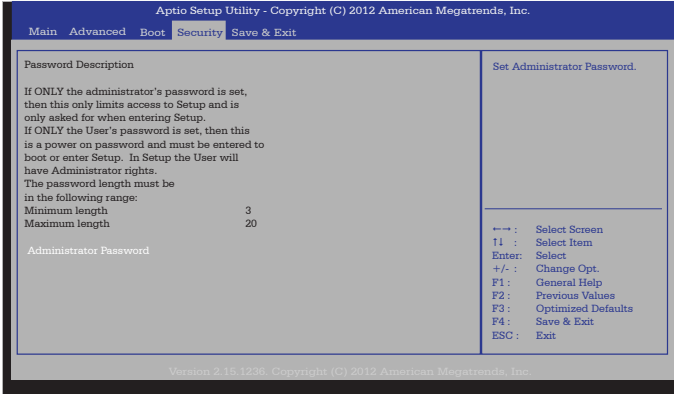 Aptio Setup Utility - Copyright (C) 2012 American Megatrends, Inc.
Main Advanced Boot Security Save & Exit
Password Description
If ONLY the administrator's password is set,
then this only limits access to Setup and is
only asked for when entering Setup.
If ONLY the User's password is set, then this
is a power on password and must be entered to
boot or enter Setup. In Setup the User will
have Administrator rights.
The password length must be
in the following range:
Minimum length 3
Maximum length 20
Administrator Password
Set Administrator Password.
←→ : Select Screen
↑↓ : Select Item
Enter: Select
+/- : Change Opt.
F1 : General Help
F2 : Previous Values
F3 : Optimized Defaults
F4 : Save & Exit
ESC : Exit
Version 2.15.1236. Copyright (C) 2012 American Megatrends, Inc.